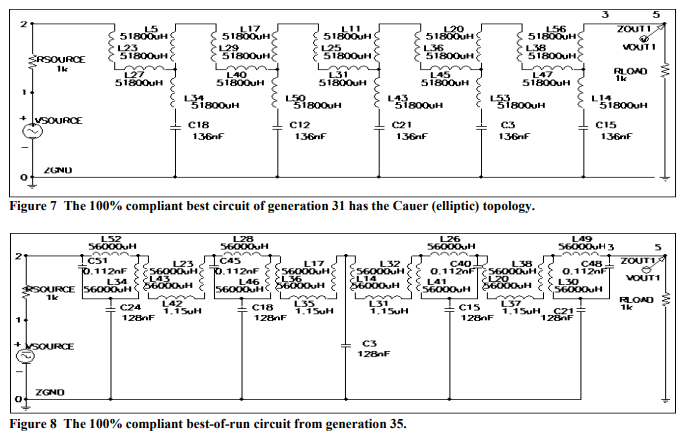 3 5
2 L5 L17 L11 L20 L56 ZOUT1
51800uH 51800uH 51800uH 51800uH 51800uH
L23 L29 L25 L36 L38 VOUT1
RSOURCE 51800uH 51800uH 51800uH 51800uH 51800uH
1k
L27 L40 L31 L45 L47 RLOAD
51800uH 51800uH 51800uH 51800uH 51800uH 1k
L34 L50 L43 L53 L14
1 51800uH 51800uH 51800uH 51800uH 51800uH
+ VSOURCE C18 C12 C21 C3 C15
136nF 136nF 136nF 136nF 136nF
−
0 ZGND
Figure 7 The 100% compliant best circuit of generation 31 has the Cauer (elliptic) topology.
L52 L28 L26 L49
2 56000uH 56000uH 56000uH 56000uH 3 5
C51 L23 C45 L17 L32 C40 L38 C48 ZOUT1
0.112nF 56000uH 0.112nF 56000uH 56000uH 0.112nF 56000uH 0.112nF
L34 L43 L46 L36 L14 L41 L20 L30 VOUT1
RSOURCE 56000uH 56000uH 56000uH 56000uH 56000uH 56000uH 56000uH 56000uH
1k L42 L35 L31 L37 RLOAD
C24 1.15uH C18 1.15uH 1.15uH C15 1.15uH C21 1k
128nF 128nF 128nF 128nF
1
+ VSOURCE C3
128nF
−
0 ZGND
Figure 8 The 100% compliant best-of-run circuit from generation 35.